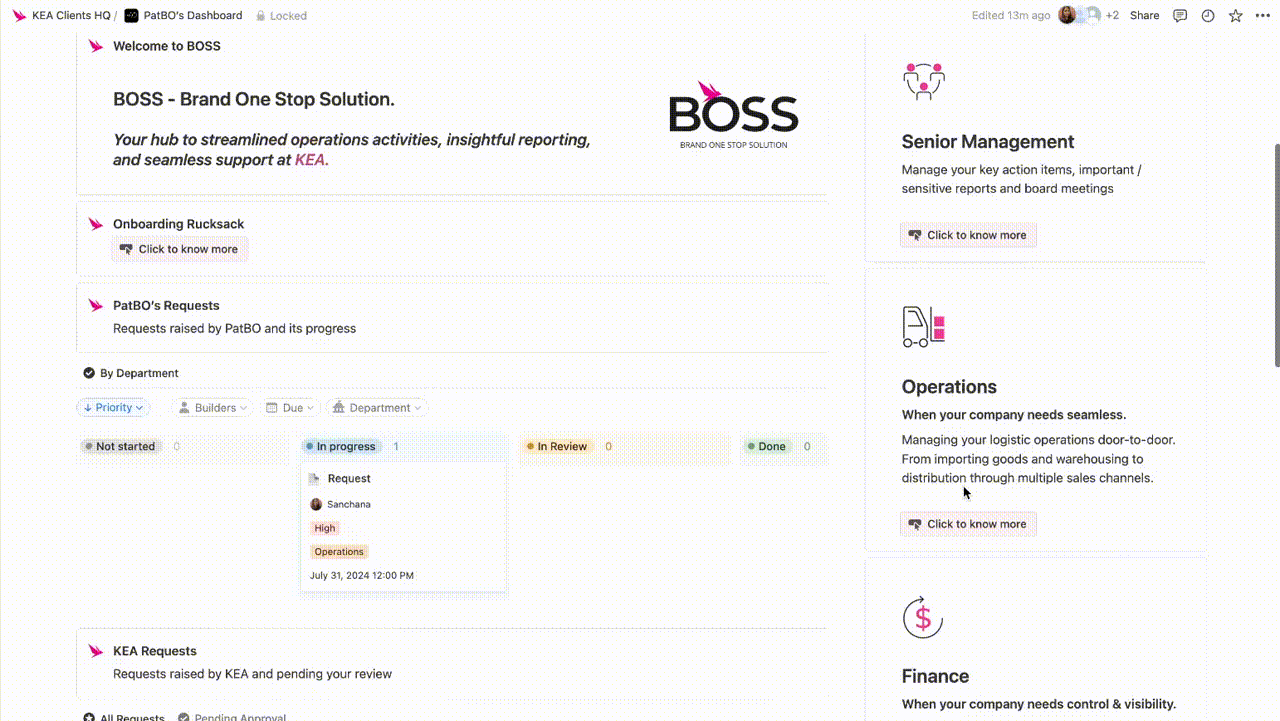 KEA Clients HQ / PatBO's Dashboard Locked
Edited 13m ago +2 Share
Welcome to BOSS
BOSS - Brand One Stop Solution.
Your hub to streamlined operations activities, insightful reporting,
and seamless support at KEA.
BOSS
BRAND ONE STOP SOLUTION
Onboarding Rucksack
Click to know more
PatBO's Requests
Requests raised by PatBO and its progress
By Department
Priority Builders Due Department
Not started 0 In progress 1 In Review 0 Done 0
Request
Sanchana
High
Operations
July 31, 2024 12:00 PM
KEA Requests
Requests raised by KEA and pending your review
All Requests Pending Approval
Senior Management
Manage your key action items, important /
sensitive reports and board meetings
Click to know more
Operations
When your company needs seamless.
Managing your logistic operations door-to-door.
From importing goods and warehousing to
distribution through multiple sales channels.
Click to know more
Finance
When your company needs control & visibility.